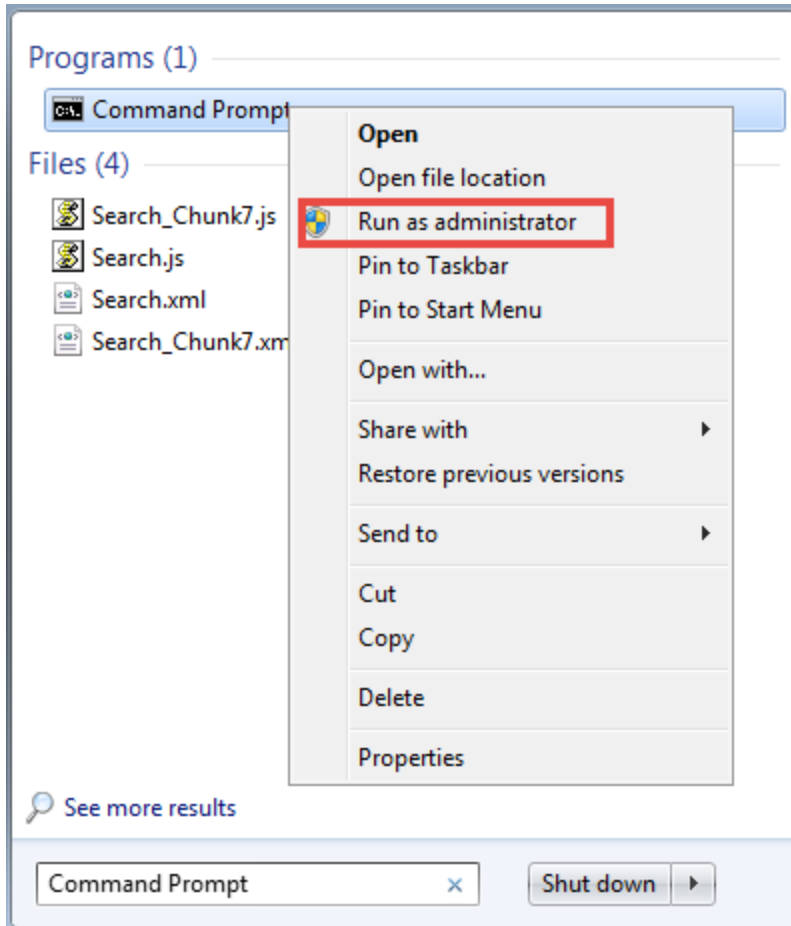 Programs (1)
Command Prompt
Open
Files (4)
Open file location
Search_Chunk7.js
Run as administrator
Search.js
Pin to Taskbar
Search.xml
Pin to Start Menu
Search_Chunk7.xm
Open with...
Share with
Restore previous versions
Send to
Cut
Copy
Delete
Properties
See more results
Command Prompt
Shut down